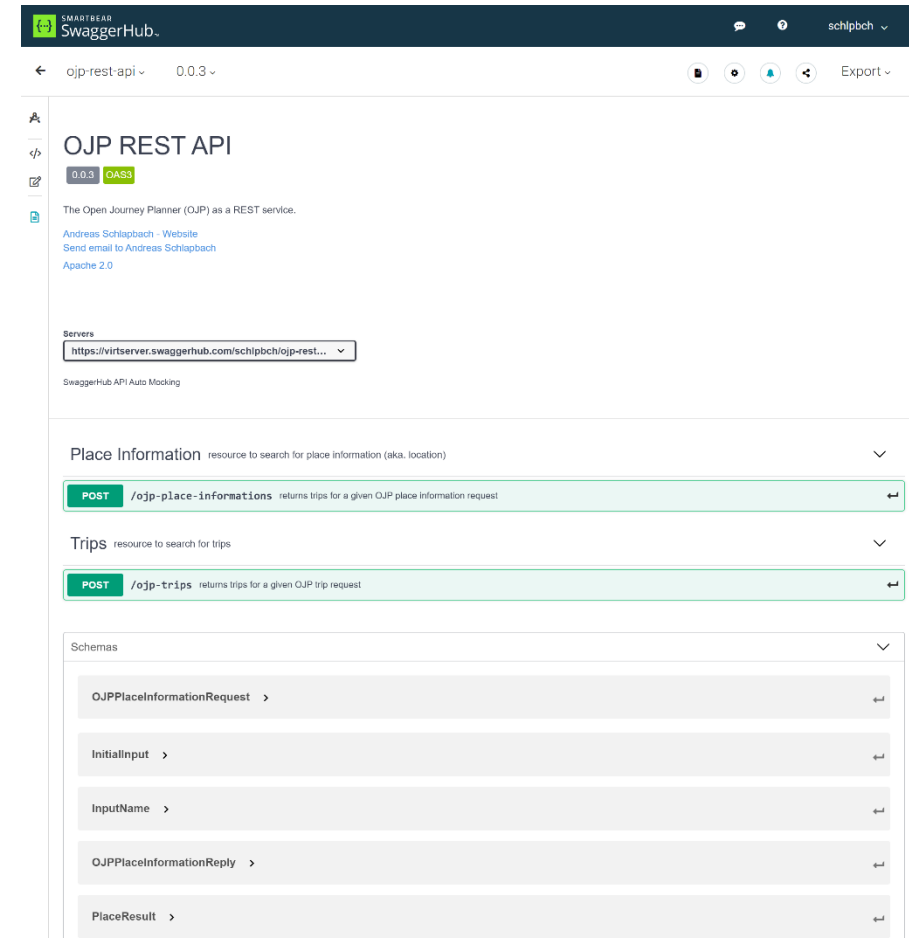 SMARTBEAR
SwaggerHub™
schlpbch
ojp-rest-api 0.0.3 Export
OJP REST API
0.0.3 OAS3
The Open Journey Planner (OJP) as a REST service.
Andreas Schlapbach - Website
Send email to Andreas Schlapbach
Apache 2.0
Servers
https://virtserver.swaggerhub.com/schlpbch/ojp-rest...
SwaggerHub API Auto Mocking
Place Information resource to search for place information (aka. location)
POST /ojp-place-informations returns trips for a given OJP place information request
Trips resource to search for trips
POST /ojp-trips returns trips for a given OJP trip request
Schemas
OJPPlaceInformationRequest
InitialInput
InputName
OJPPlaceInformationReply
PlaceResult